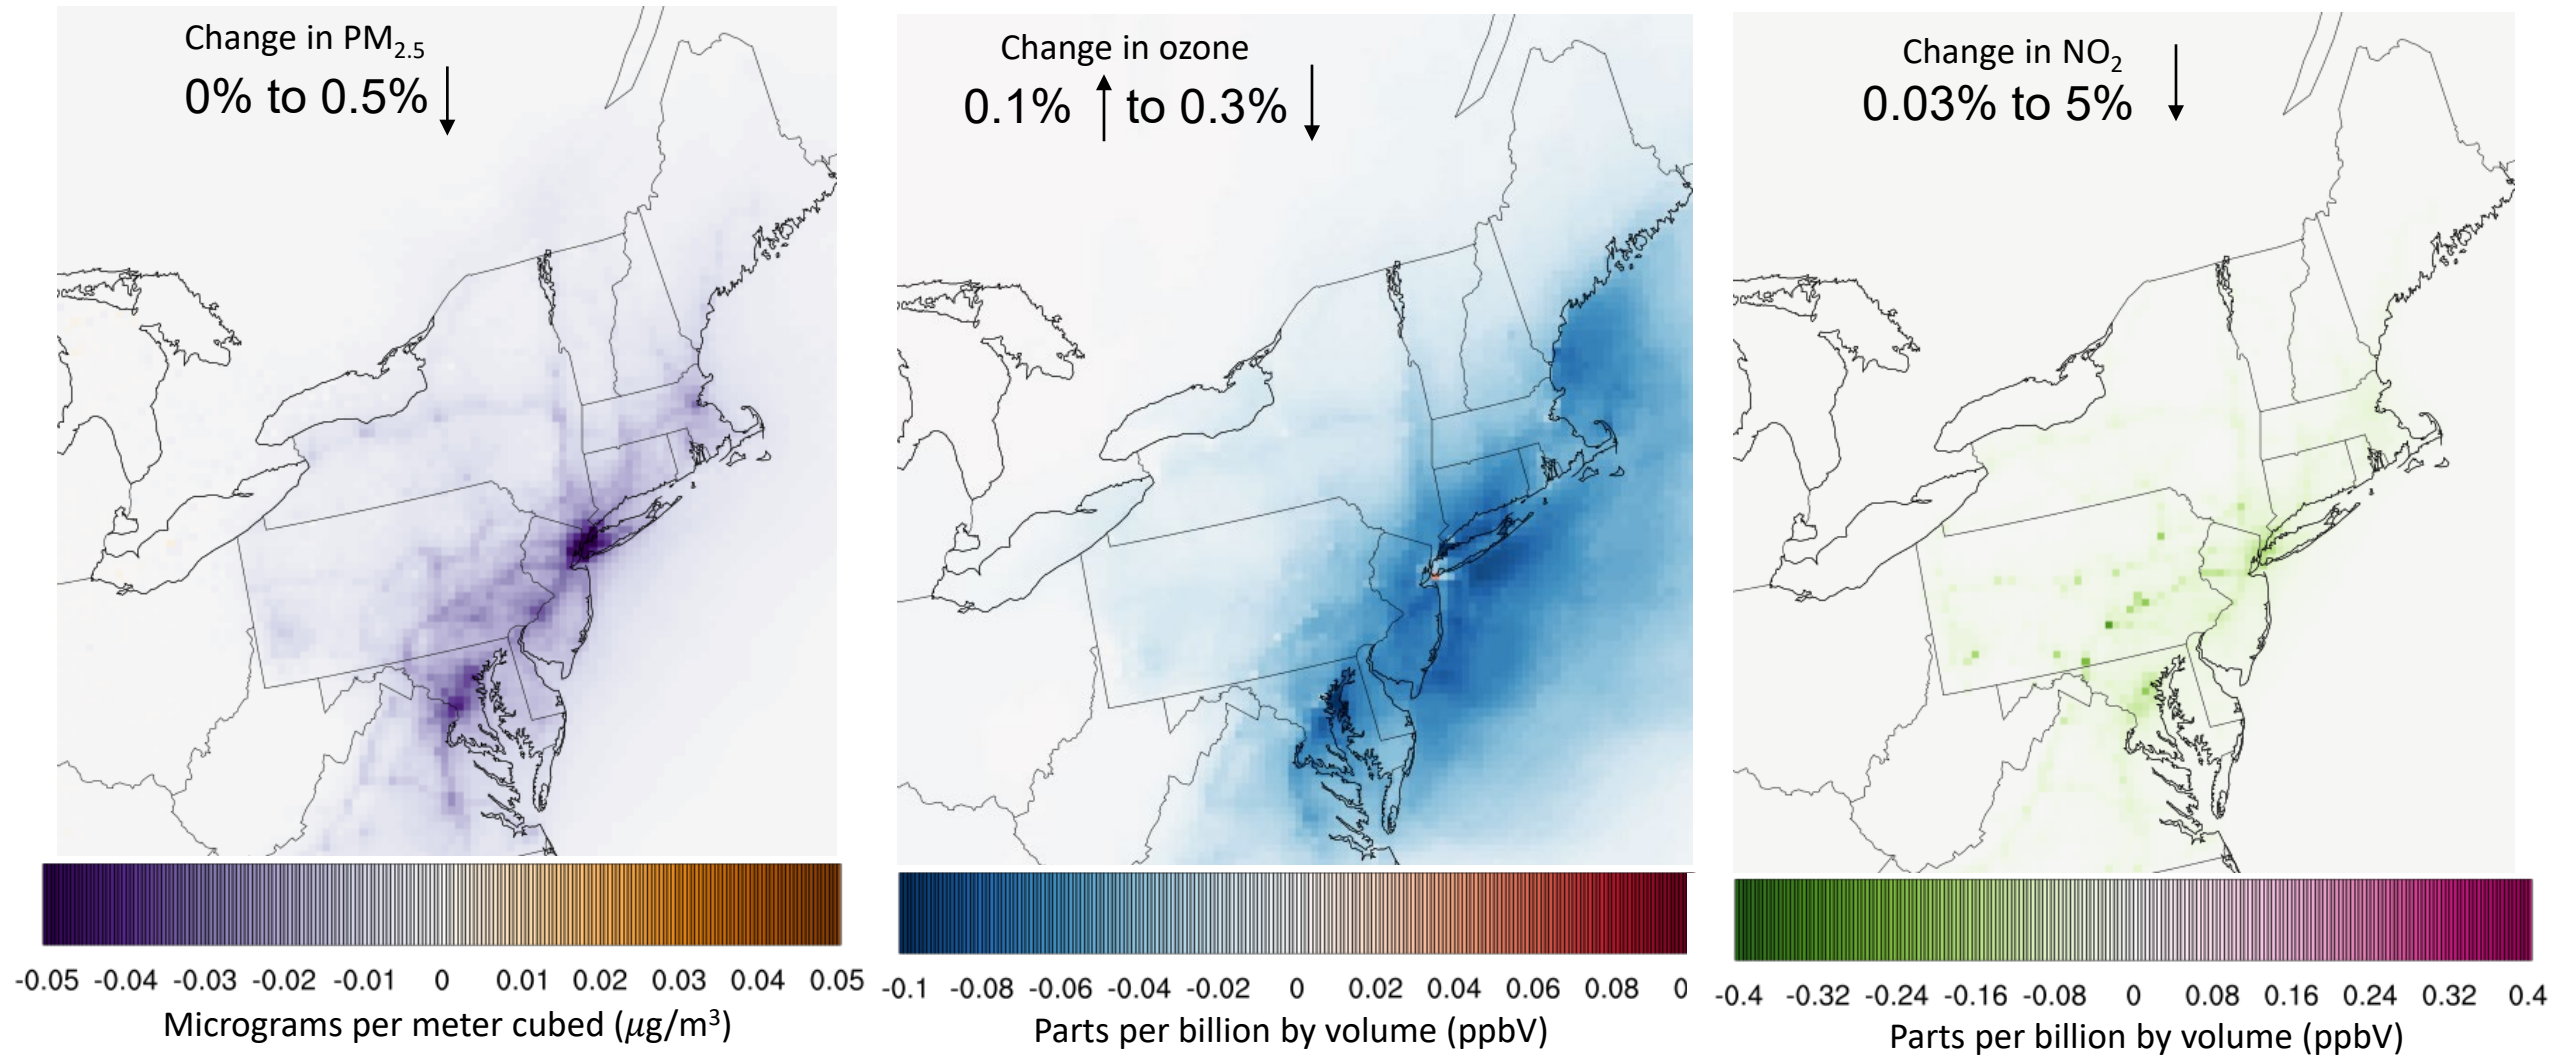 Change in PM2.5
0% to 0.5% ↓
-0.05 -0.04 -0.03 -0.02 -0.01 0 0.01 0.02 0.03 0.04 0.05
Micrograms per meter cubed (µg/m³)
Change in ozone
0.1% ↑ to 0.3% ↓
-0.1 -0.08 -0.06 -0.04 -0.02 0 0.02 0.04 0.06 0.08 0
Parts per billion by volume (ppbV)
Change in NO2 ↓
0.03% to 5%
-0.4 -0.32 -0.24 -0.16 -0.08 0 0.08 0.16 0.24 0.32 0.4
Parts per billion by volume (ppbV)